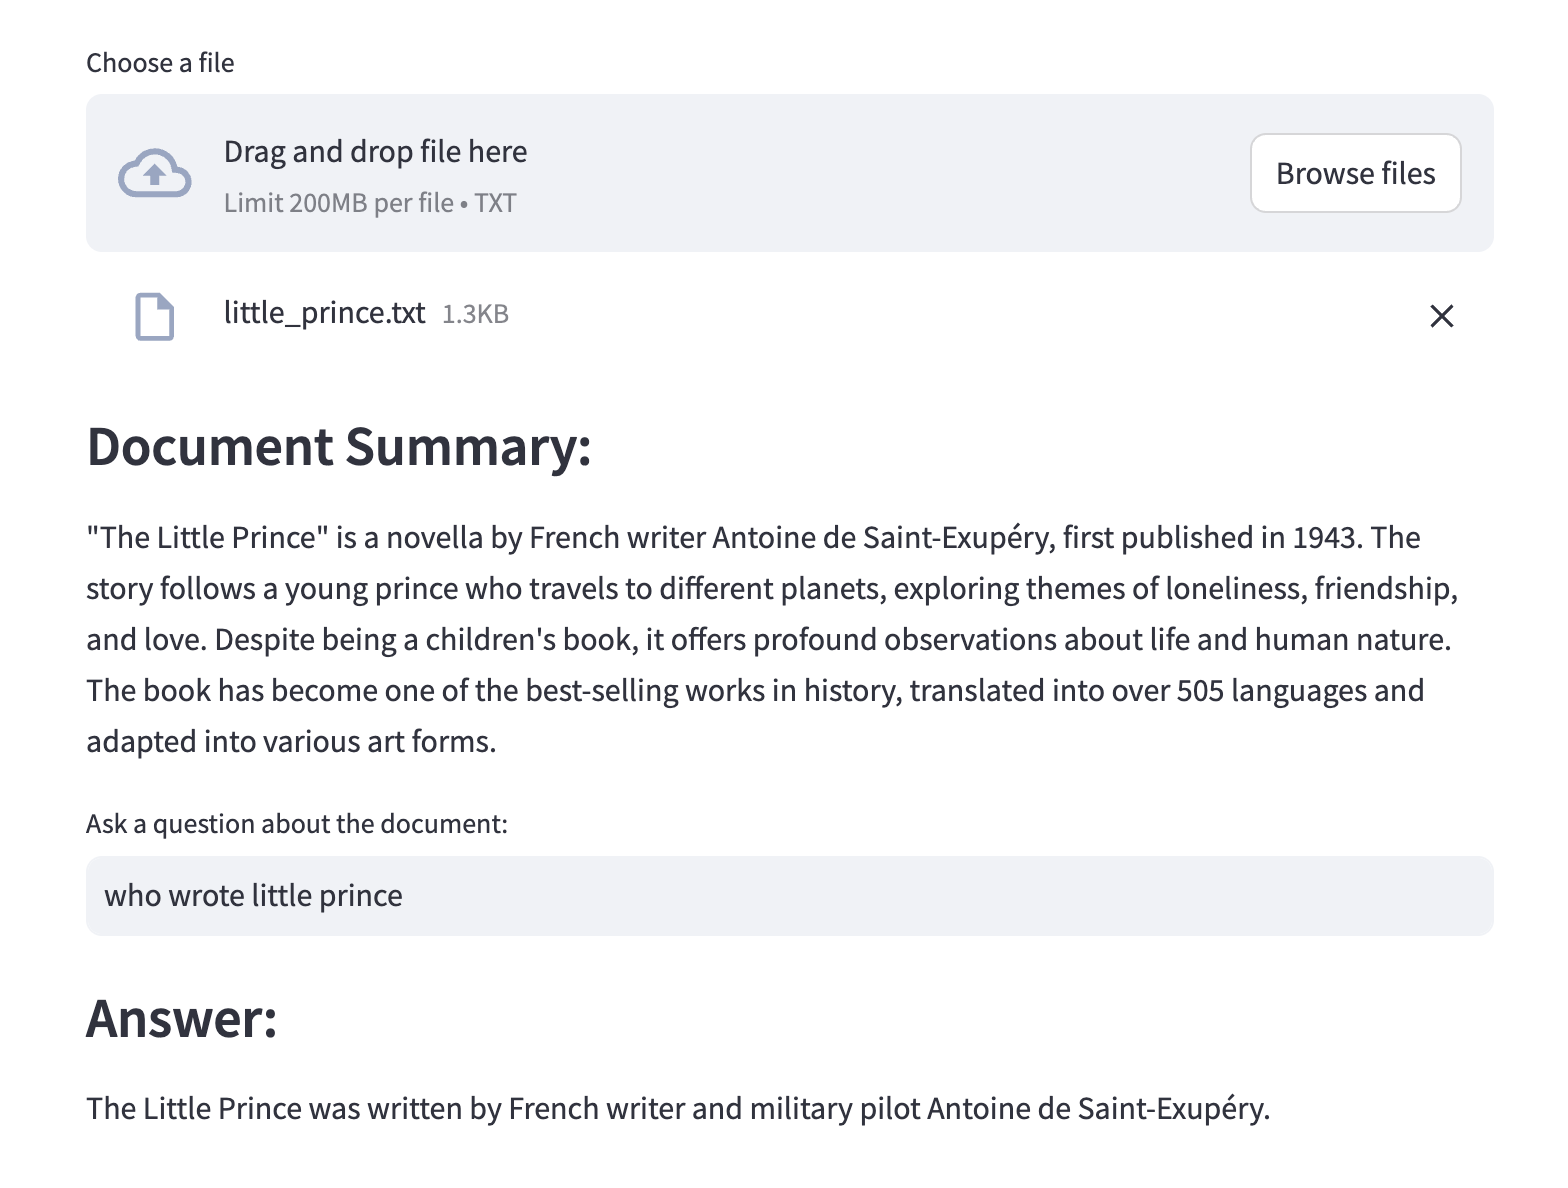 Choose a file
Drag and drop file here
Limit 200MB per file • TXT
Browse files
little_prince.txt 1.3KB
Document Summary:
"The Little Prince" is a novella by French writer Antoine de Saint-Exupéry, first published in 1943. The
story follows a young prince who travels to different planets, exploring themes of loneliness, friendship,
and love. Despite being a children's book, it offers profound observations about life and human nature.
The book has become one of the best-selling works in history, translated into over 505 languages and
adapted into various art forms.
Ask a question about the document:
who wrote little prince
Answer:
The Little Prince was written by French writer and military pilot Antoine de Saint-Exupéry.